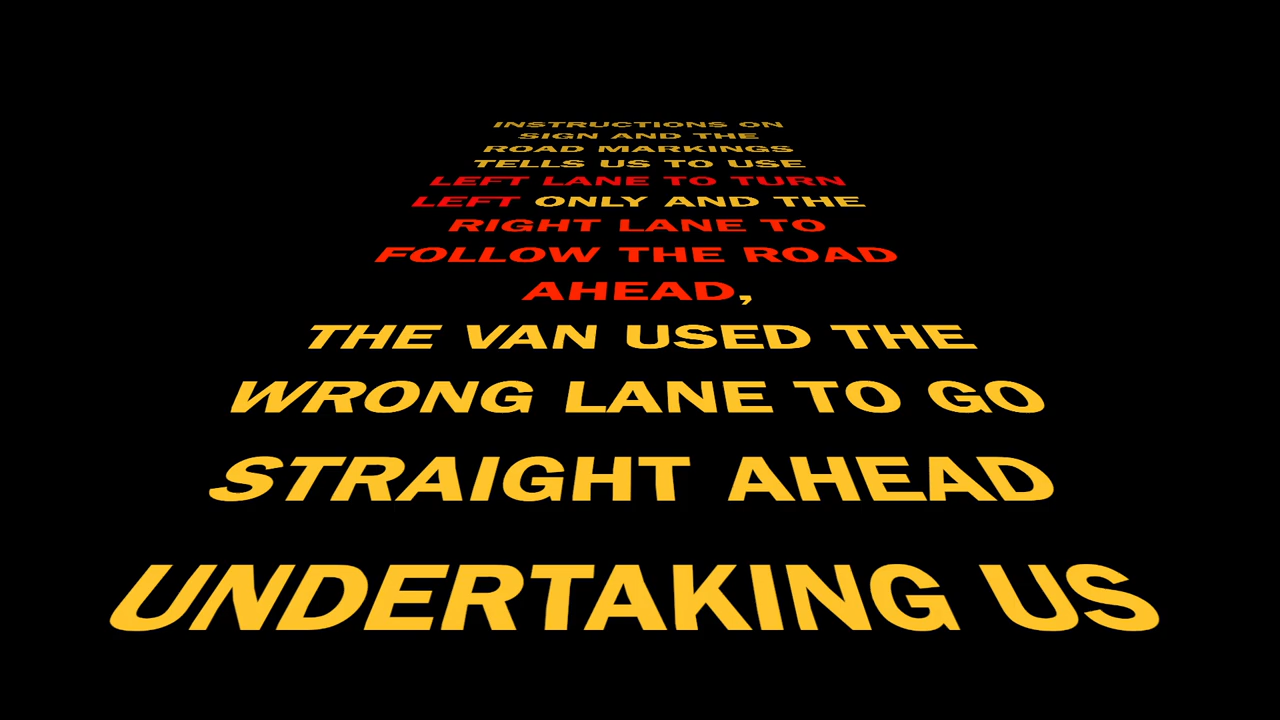 INSTRUCTIONS ON
SIGN AND THE
ROAD MARKINGS
TELLS US TO USE
LEFT LANE TO TURN
LEFT ONLY AND THE
RIGHT LANE TO
FOLLOW THE ROAD
AHEAD,
THE VAN USED THE
WRONG LANE TO GO
STRAIGHT AHEAD
UNDERTAKING US